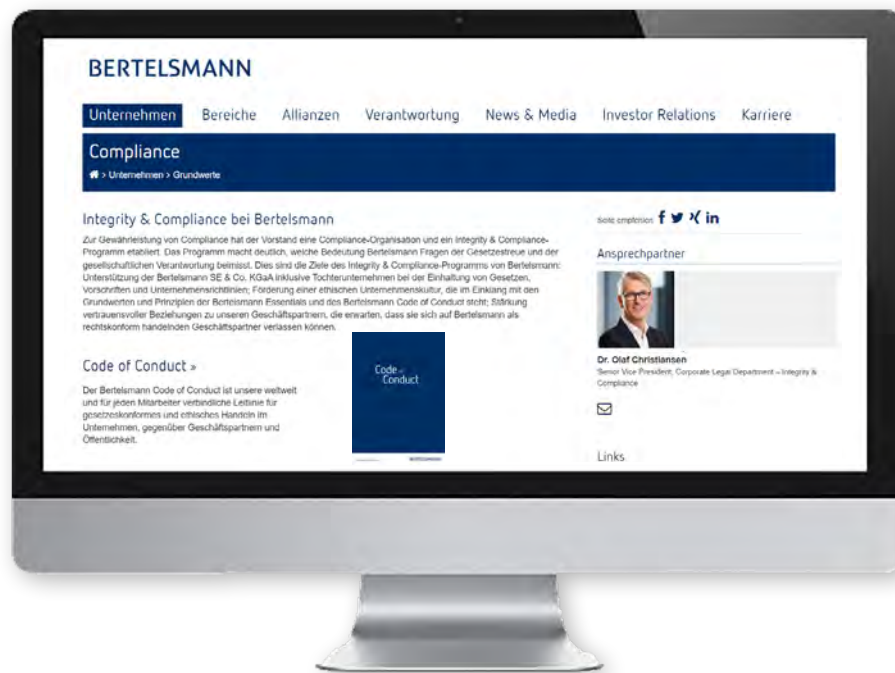 BERTELSMANN
Unternehmen Bereiche Allianzen Verantwortung News & Media Investor Relations Karriere
Compliance
> Unternehmen > Grundwerte
Integrity & Compliance bei Bertelsmann
Zur Gewährleistung von Compliance hat der Vorstand eine Compliance-Organisation und ein Integrity & Compliance-
Programm etabliert. Das Programm macht deutlich, welche Bedeutung Bertelsmann Fragen der Gesetzestreue und der
gesellschaftlichen Verantwortung beimisst. Dies sind die Ziele des Integrity & Compliance-Programms von Bertelsmann:
Unterstützung der Bertelsmann SE & Co. KGaA inklusive Tochterunternehmen bei der Einhaltung von Gesetzen,
Vorschriften und Unternehmensrichtlinien; Förderung einer ethischen Unternehmenskultur, die im Einklang mit den
Grundwerten und Prinzipien der Bertelsmann Essentials und des Bertelsmann Code of Conduct steht; Stärkung
vertrauensvoller Beziehungen zu unseren Geschäftspartnern, die erwarten, dass sie sich auf Bertelsmann als
rechtskonform handelnden Geschäftspartner verlassen können.
Code of Conduct »
Der Bertelsmann Code of Conduct ist unsere weltweit
und für jeden Mitarbeiter verbindliche Leitlinie für
gesetzeskonformes und ethisches Handeln im
Unternehmen, gegenüber Geschäftspartnern und
Öffentlichkeit.
Code of
Conduct
BERTELSMANN
Seite empfehlen
Ansprechpartner
Dr. Olaf Christiansen
Senior Vice President, Corporate Legal Department – Integrity &
Compliance
Links